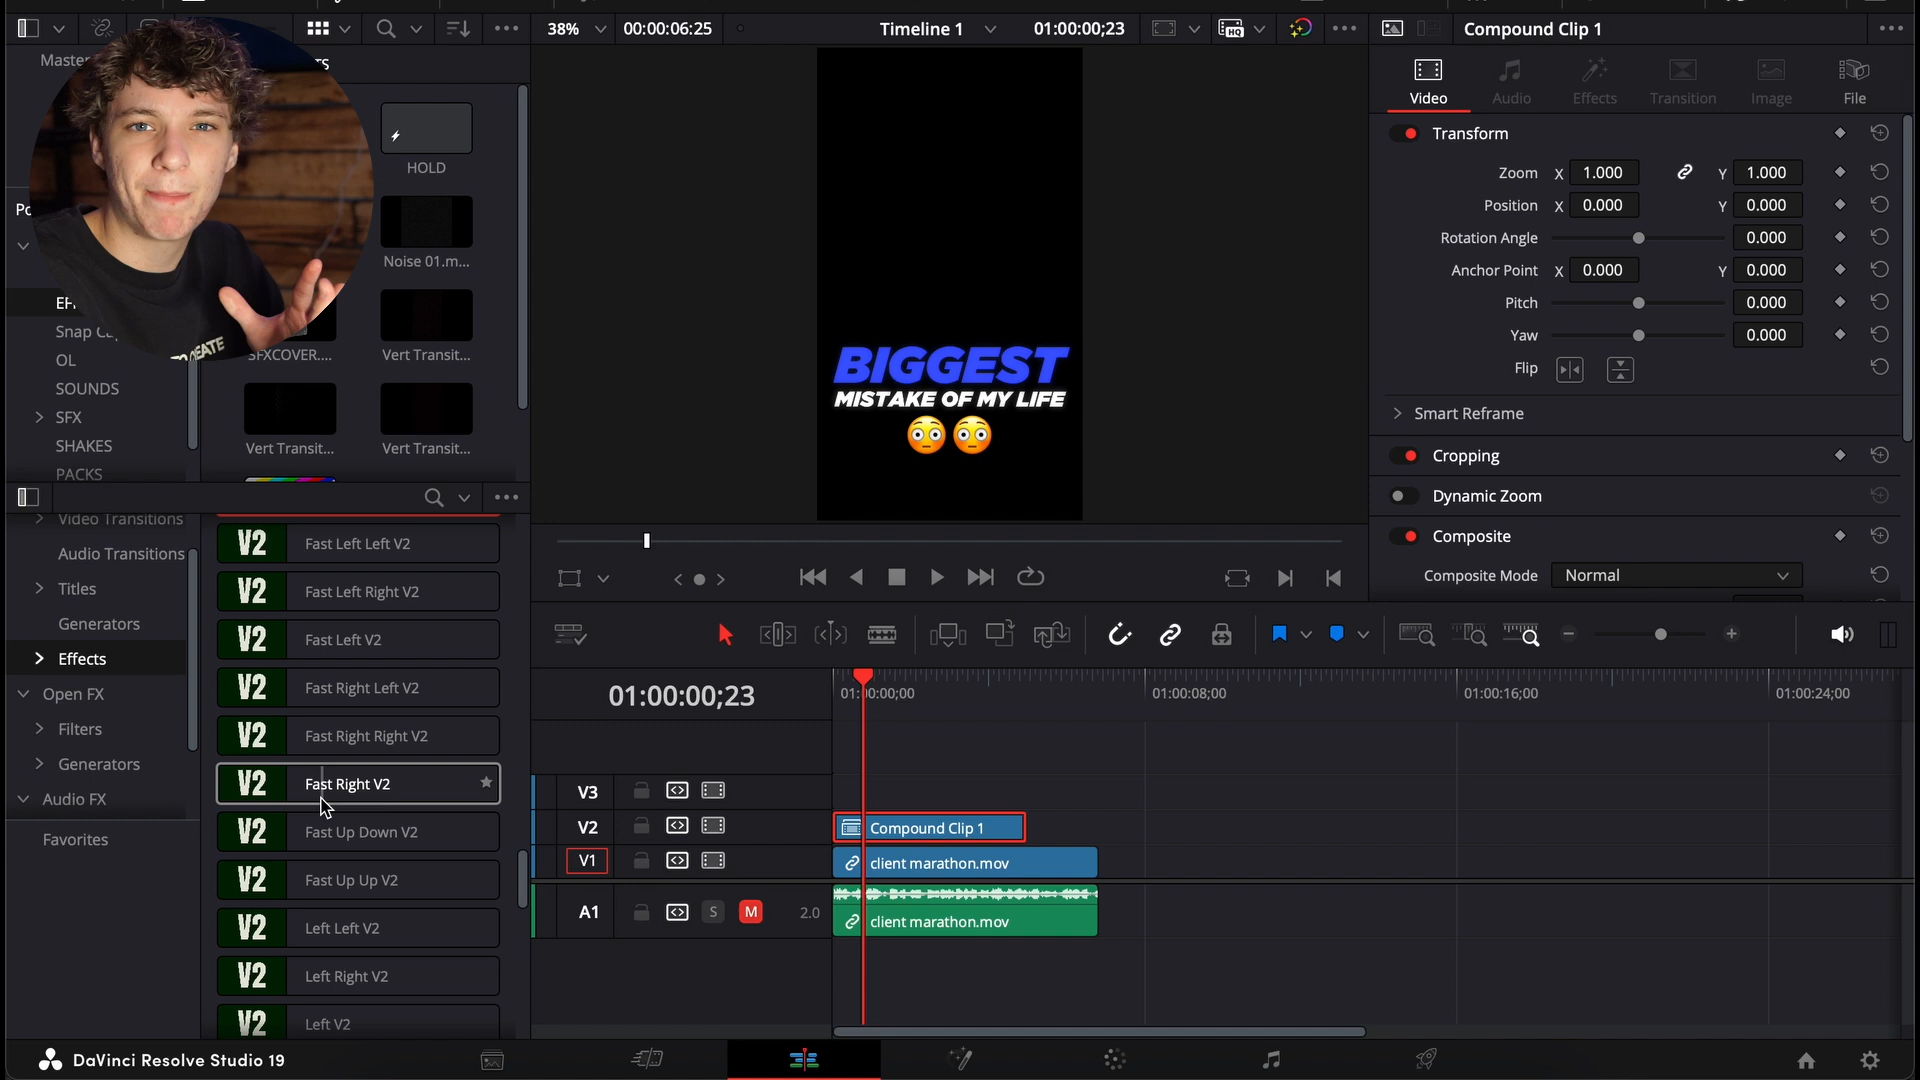 38%
00:00:06:25
Timeline 1
01:00:00;23
Compound Clip 1
Master
TS
HOLD
Noise 01.m...
SFXCOVER....
Vert Transit...
Vert Transit...
Vert Transit...
Snap
OL
SOUNDS
SFX
SHAKES
PACKS
CREATE
BIGGEST
MISTAKE OF MY LIFE
Video
Audio
Effects
Transition
Image
File
Transform
Zoom X 1.000 Y 1.000
Position X 0.000 Y 0.000
Rotation Angle 0.000
Anchor Point X 0.000 Y 0.000
Pitch 0.000
Yaw 0.000
Flip
Smart Reframe
Cropping
Dynamic Zoom
Composite
Composite Mode Normal
Video Transitions
Audio Transitions
Titles
Generators
Effects
Open FX
Filters
Generators
Audio FX
Favorites
V2 Fast Left Left V2
V2 Fast Left Right V2
V2 Fast Left V2
V2 Fast Right Left V2
V2 Fast Right Right V2
V2 Fast Right V2
V2 Fast Up Down V2
V2 Fast Up Up V2
V2 Left Left V2
V2 Left Right V2
V2 Left V2
01:00:00;23
01:00:00;00
01:00:08;00
01:00:16;00
01:00:24;00
V3
V2
Compound Clip 1
V1
client marathon.mov
A1 S M 2.0
client marathon.mov
DaVinci Resolve Studio 19